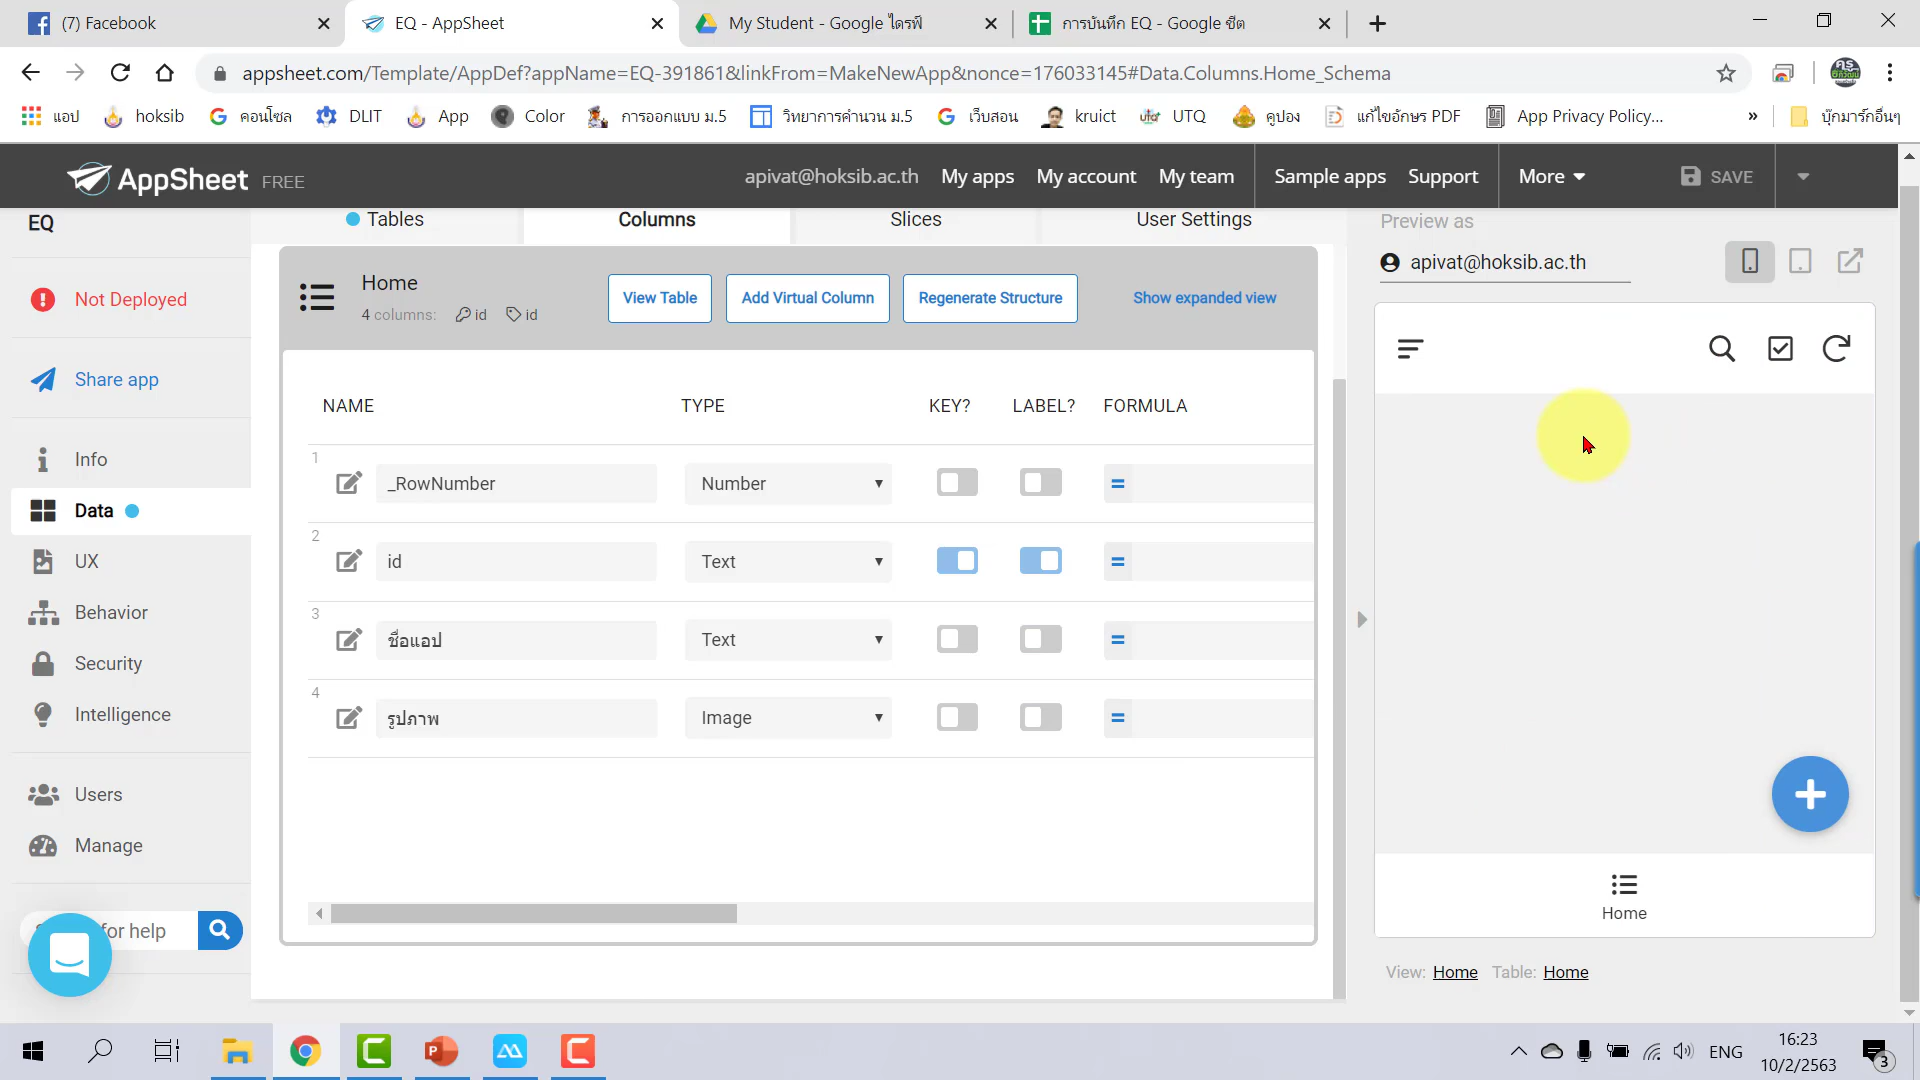 (7) Facebook
EQ - AppSheet
My Student - Google ไดรฟ์
การบันทึก EQ - Google ชีต
appsheet.com/Template/AppDef?appName=EQ-391861&linkFrom=MakeNewApp&nonce=176033145#Data.Columns.Home_Schema
แอป
hoksib
คอนโซล
DLIT
App
Color
การออกแบบ ม.5
วิทยาการคำนวน ม.5
เว็บสอน
kruict
UTQ
คูปอง
แก้ไขอักษร PDF
App Privacy Policy...
»
บุ๊กมาร์กอื่นๆ
AppSheet FREE
apivat@hoksib.ac.th
My apps
My account
My team
Sample apps
Support
More
SAVE
EQ
Tables
Columns
Slices
User Settings
Preview as
apivat@hoksib.ac.th
Not Deployed
Share app
Info
Data
UX
Behavior
Security
Intelligence
Users
Manage
for help
Home
4 columns: id id
View Table
Add Virtual Column
Regenerate Structure
Show expanded view
NAME TYPE KEY? LABEL? FORMULA
1 _RowNumber Number =
2 id Text =
3 ชื่อแอป Text =
4 รูปภาพ Image =
Home
View: Home Table: Home
ENG
16:23
10/2/2563
3